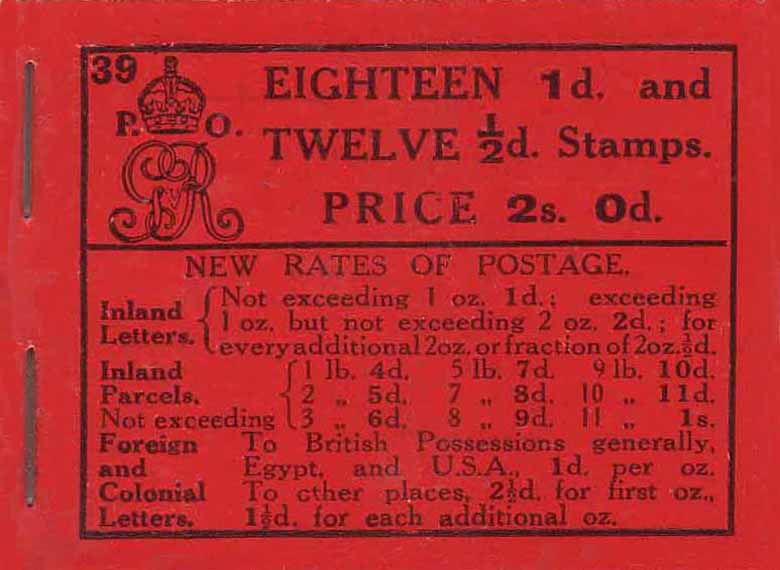 39
P. O.
GVR
EIGHTEEN 1d. and
TWELVE ½d. Stamps.
PRICE 2s. 0d.
NEW RATES OF POSTAGE.
Inland Letters. { Not exceeding 1 oz. 1d.; exceeding
1 oz. but not exceeding 2 oz. 2d.; for
every additional 2oz. or fraction of 2oz. ½d.
Inland { 1 lb. 4d. 5 lb. 7d. 9 lb. 10d.
Parcels. 2 „ 5d. 7 „ 8d. 10 „ 11d.
Not exceeding 3 „ 6d. 8 „ 9d. 11 „ 1s.
Foreign To British Possessions generally,
and Egypt, and U.S.A., 1d. per oz.
Colonial To other places, 2½d. for first oz.,
Letters. 1½d. for each additional oz.